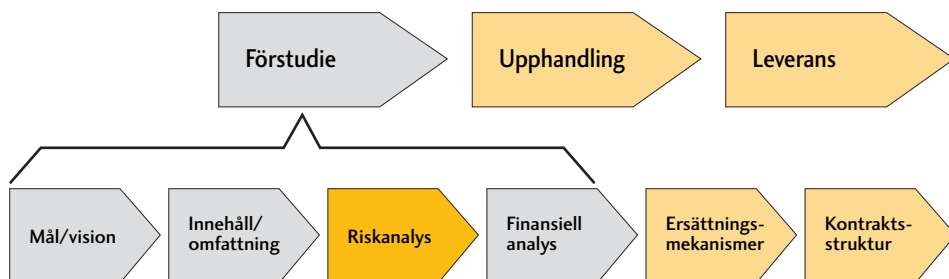 Förstudie
Upphandling
Leverans
Mål/vision
Innehåll/
omfattning
Riskanalys
Finansiell
analys
Ersättnings-
mekanismer
Kontrakts-
struktur